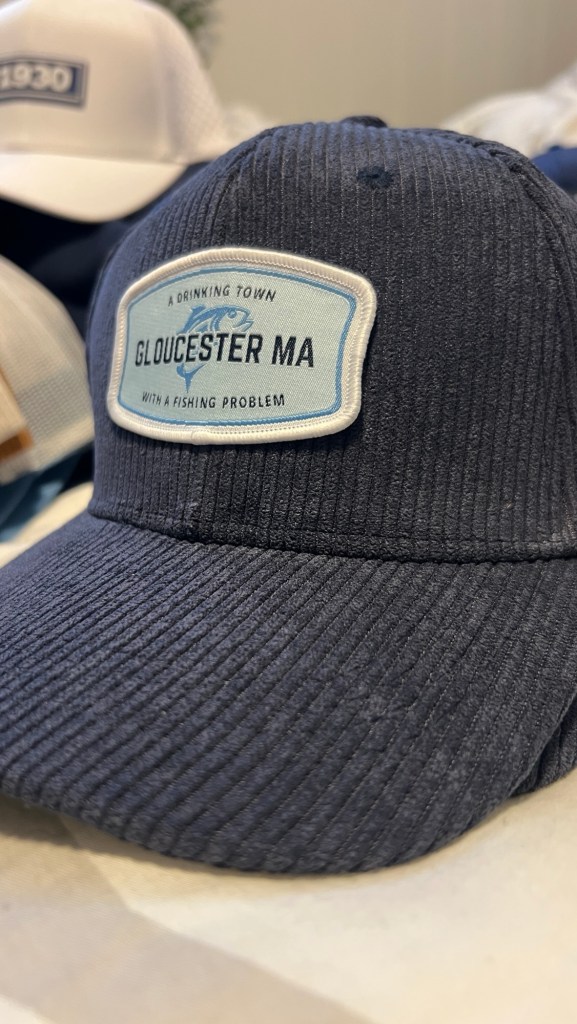 1930
A DRINKING TOWN
GLOUCESTER MA
WITH A FISHING PROBLEM